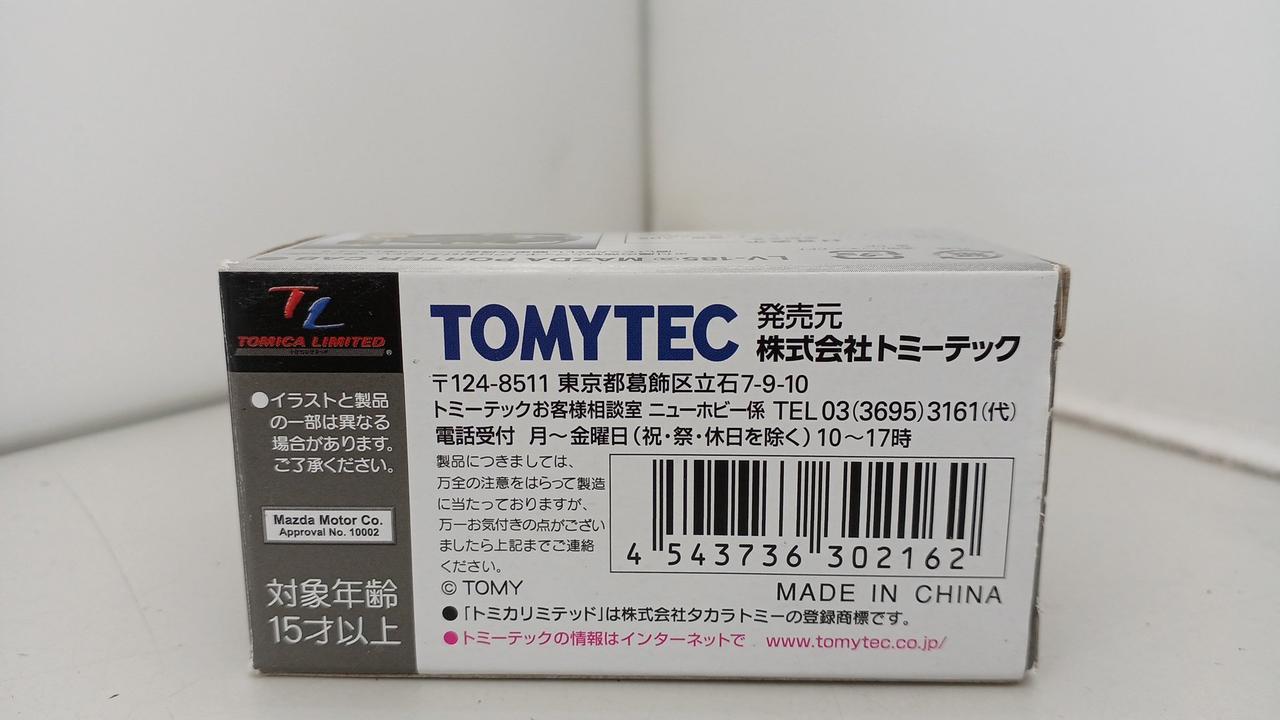 LV-185a MAZDA PORTER CAB
TL
TOMICA LIMITED
®
●イラストと製品
の一部は異なる
場合があります。
ご了承ください。
Mazda Motor Co.
Approval No. 10002
対象年齢
15才以上
TOMYTEC
発売元
株式会社トミーテック
〒124-8511 東京都葛飾区立石7-9-10
トミーテックお客様相談室 ニューホビー係 TEL 03(3695)3161(代)
電話受付 月〜金曜日(祝・祭・休日を除く)10〜17時
製品につきましては、
万全の注意をはらって製造
に当たっておりますが、
万一お気付きの点がござい
ましたら上記までご連絡
ください。
4 543736 302162
© TOMY
MADE IN CHINA
●「トミカリミテッド」は株式会社タカラトミーの登録商標です。
●トミーテックの情報はインターネットで www.tomytec.co.jp/